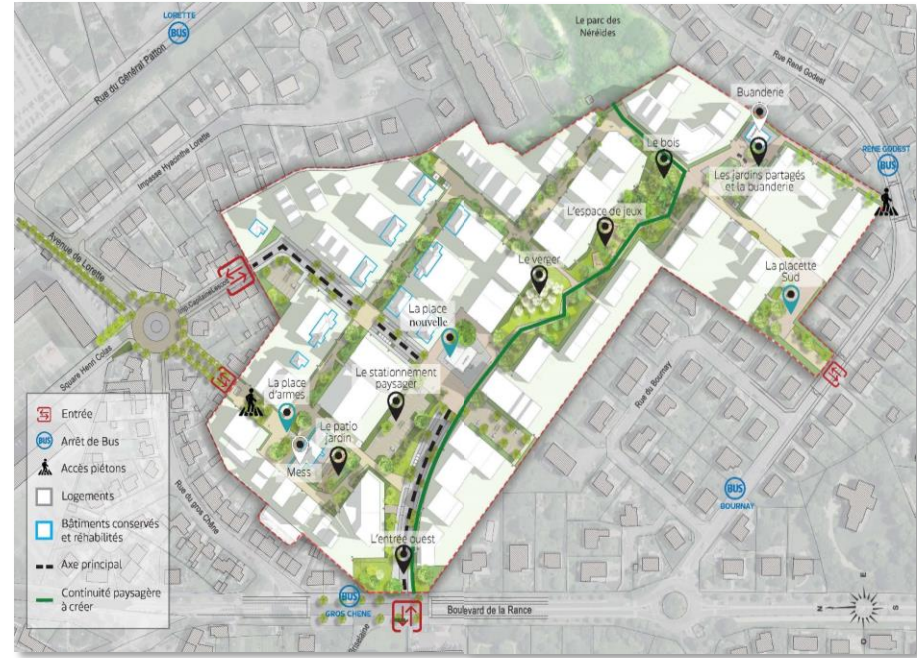 LORETTE
BUS
Rue du Général Patton
Impasse Hyacinthe Lorette
Le parc des
Néréides
Rue René Godest
Buanderie
RENE GODEST
BUS
Le bois
Les jardins partagés
et la buanderie
L'espace de jeux
Avenue de Lorette
Le verger
La placette
Sud
La place
nouvelle
Square Henri Colas
Le stationnement
paysager
La place
d'armes
Le patio
jardin
Mess
Rue du Bournay
Rue du gros Chêne
BUS
BOURNAY
L'entrée ouest
BUS
GROS CHENE
Boulevard de la Rance
Entrée
BUS
Arrêt de Bus
Accès piétons
Logements
Bâtiments conservés
et réhabilités
Axe principal
Continuité paysagère
à créer
N
E
S
O